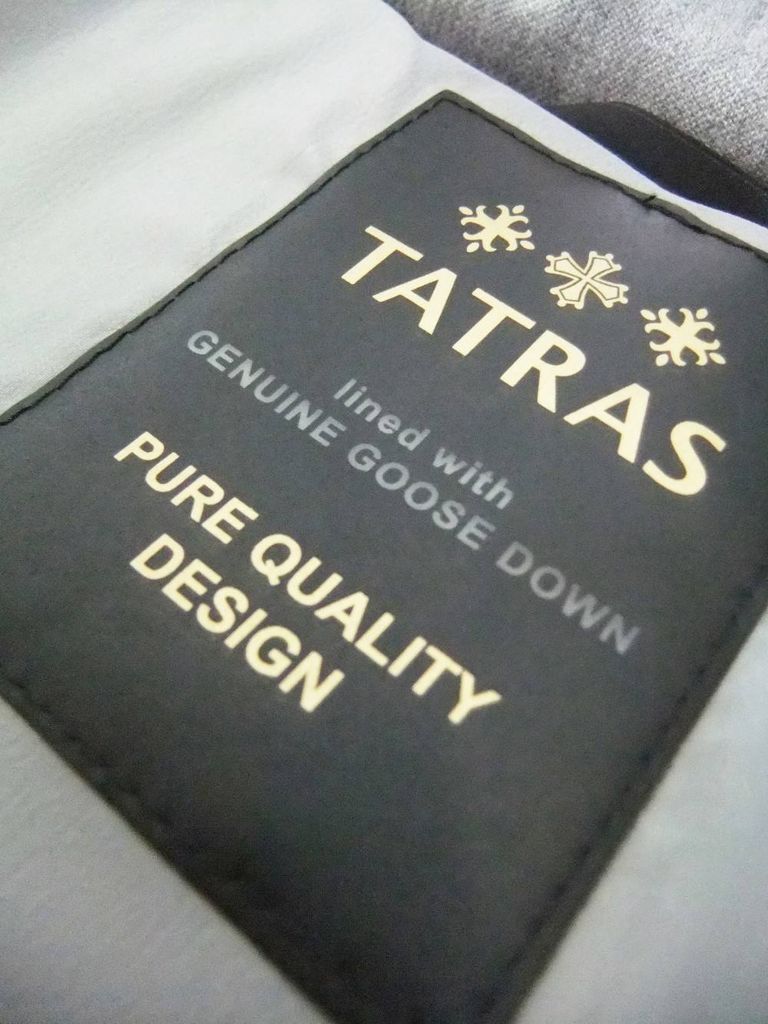 TATRAS
lined with
GENUINE GOOSE DOWN
PURE QUALITY
DESIGN